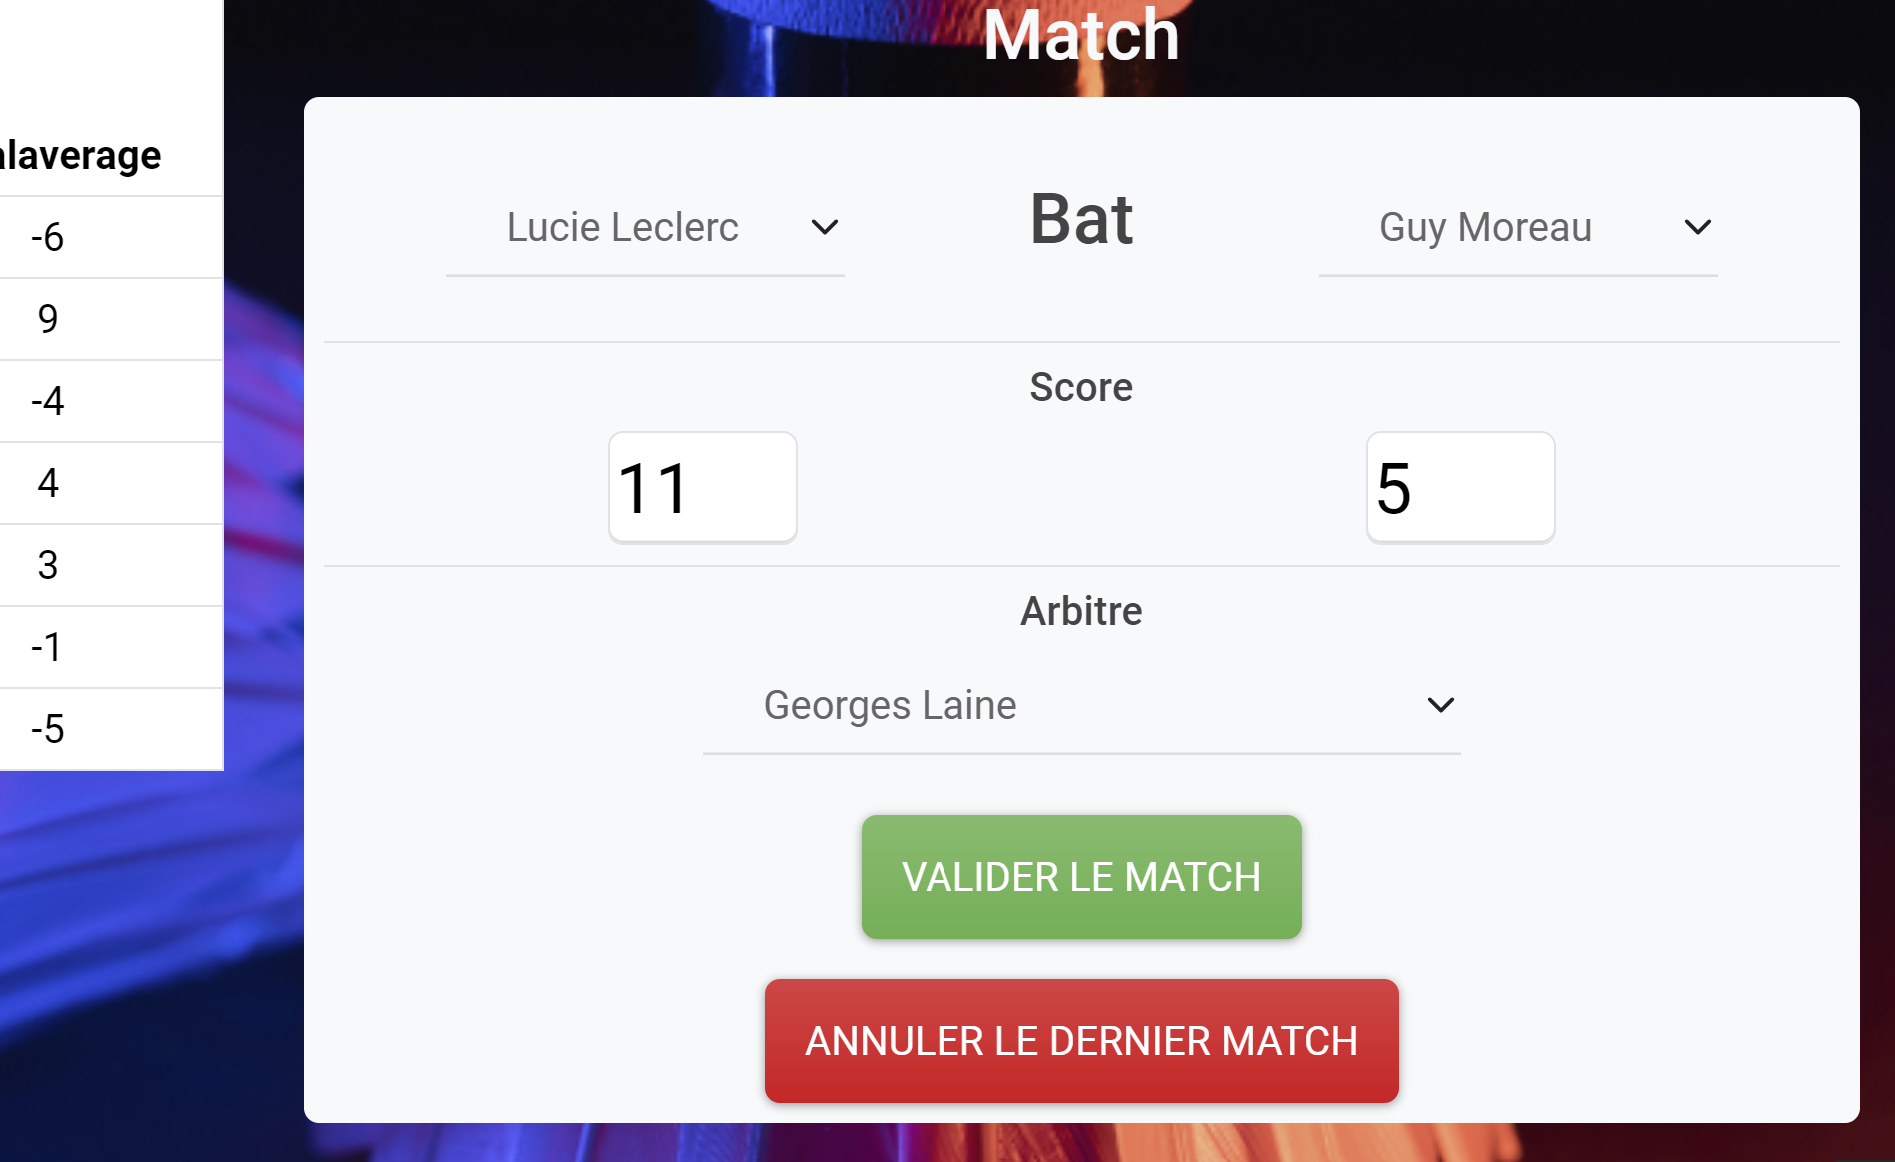 Match
alaverage
-6
9
-4
4
3
-1
-5
Lucie Leclerc Bat Guy Moreau
Score
11 5
Arbitre
Georges Laine
VALIDER LE MATCH
ANNULER LE DERNIER MATCH